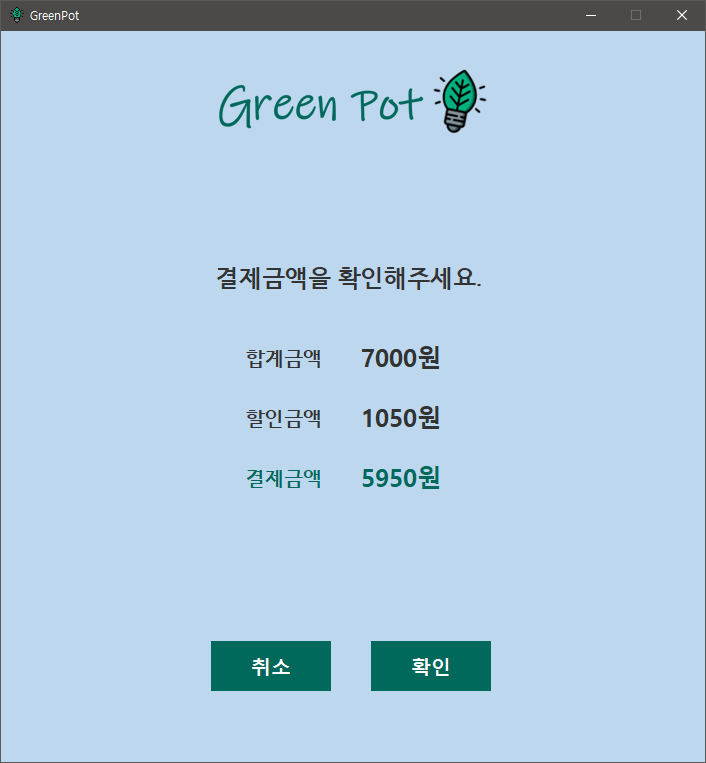 GreenPot
Green Pot
결제금액을 확인해주세요.
합계금액 7000원
할인금액 1050원
결제금액 5950원
취소 확인